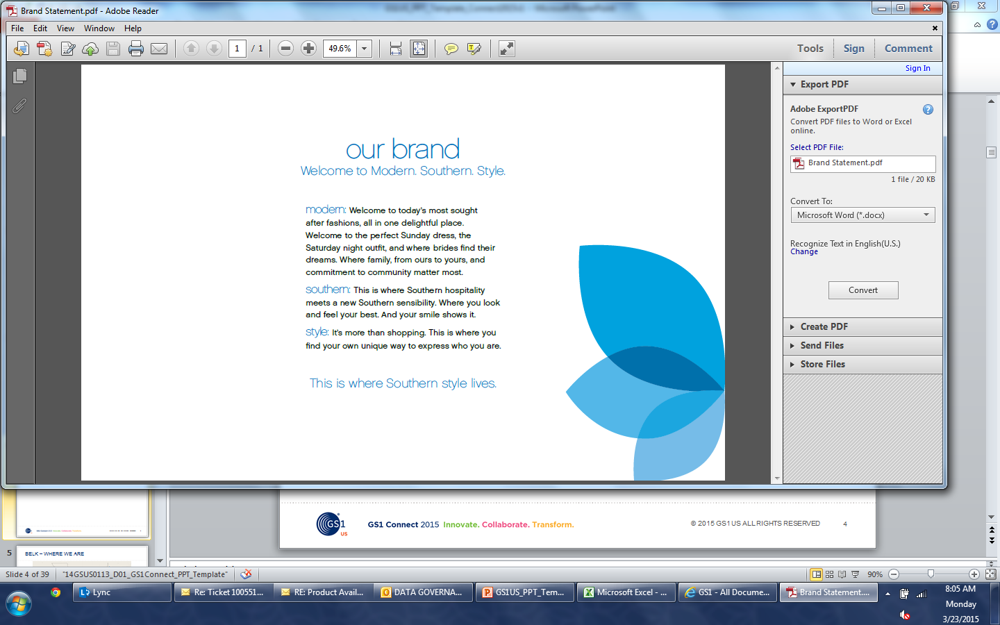 Brand Statement.pdf - Adobe Reader
File Edit View Window Help
1 / 1 49.6% Tools Sign Comment
Sign In
Export PDF
Adobe ExportPDF
Convert PDF files to Word or Excel
online.
Select PDF File:
Brand Statement.pdf
1 file / 20 KB
Convert To:
Microsoft Word (*.docx)
Recognize Text in English(U.S.)
Change
Convert
Create PDF
Send Files
Store Files
our brand
Welcome to Modern. Southern. Style.
modern: Welcome to today's most sought
after fashions, all in one delightful place.
Welcome to the perfect Sunday dress, the
Saturday night outfit, and where brides find their
dreams. Where family, from ours to yours, and
commitment to community matter most.
southern: This is where Southern hospitality
meets a new Southern sensibility. Where you look
and feel your best. And your smile shows it.
style: It's more than shopping. This is where you
find your own unique way to express who you are.
This is where Southern style lives.
GS1 US GS1 Connect 2015 Innovate. Collaborate. Transform. © 2015 GS1 US ALL RIGHTS RESERVED 4
5 BELK – WHERE WE ARE
Slide 4 of 39 "14GSUS0113_D01_GS1Connect_PPT_Template" 90%
Lync Re: Ticket 100551... RE: Product Avail... DATA GOVERNA... GS1US_PPT_Tem... Microsoft Excel - ... GS1 - All Docume... Brand Statement....
8:05 AM
Monday
3/23/2015